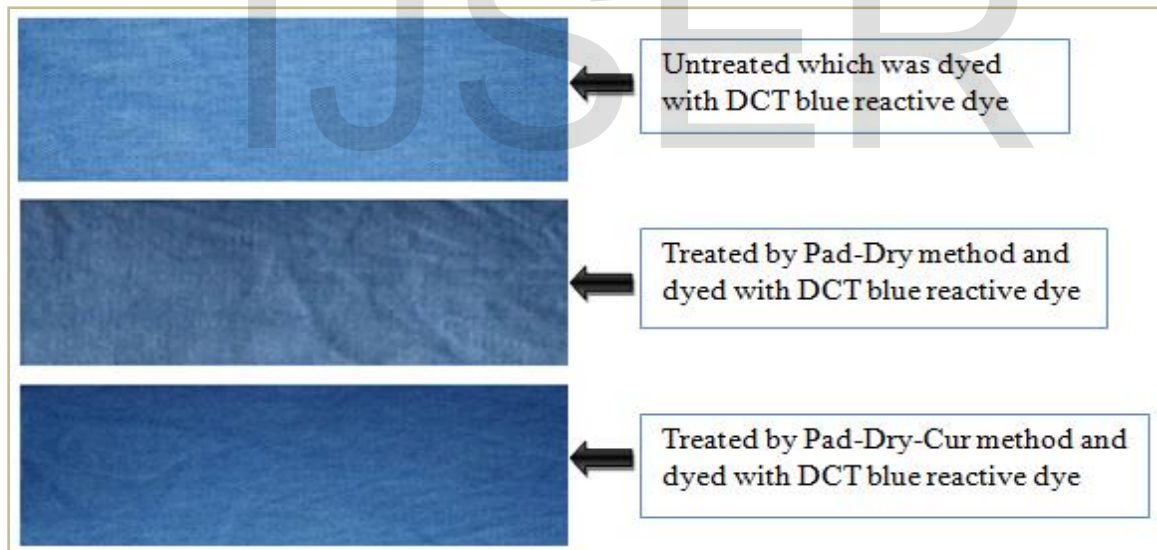 IJSER
Untreated which was dyed
with DCT blue reactive dye
Treated by Pad-Dry method and
dyed with DCT blue reactive dye
Treated by Pad-Dry-Cur method and
dyed with DCT blue reactive dye